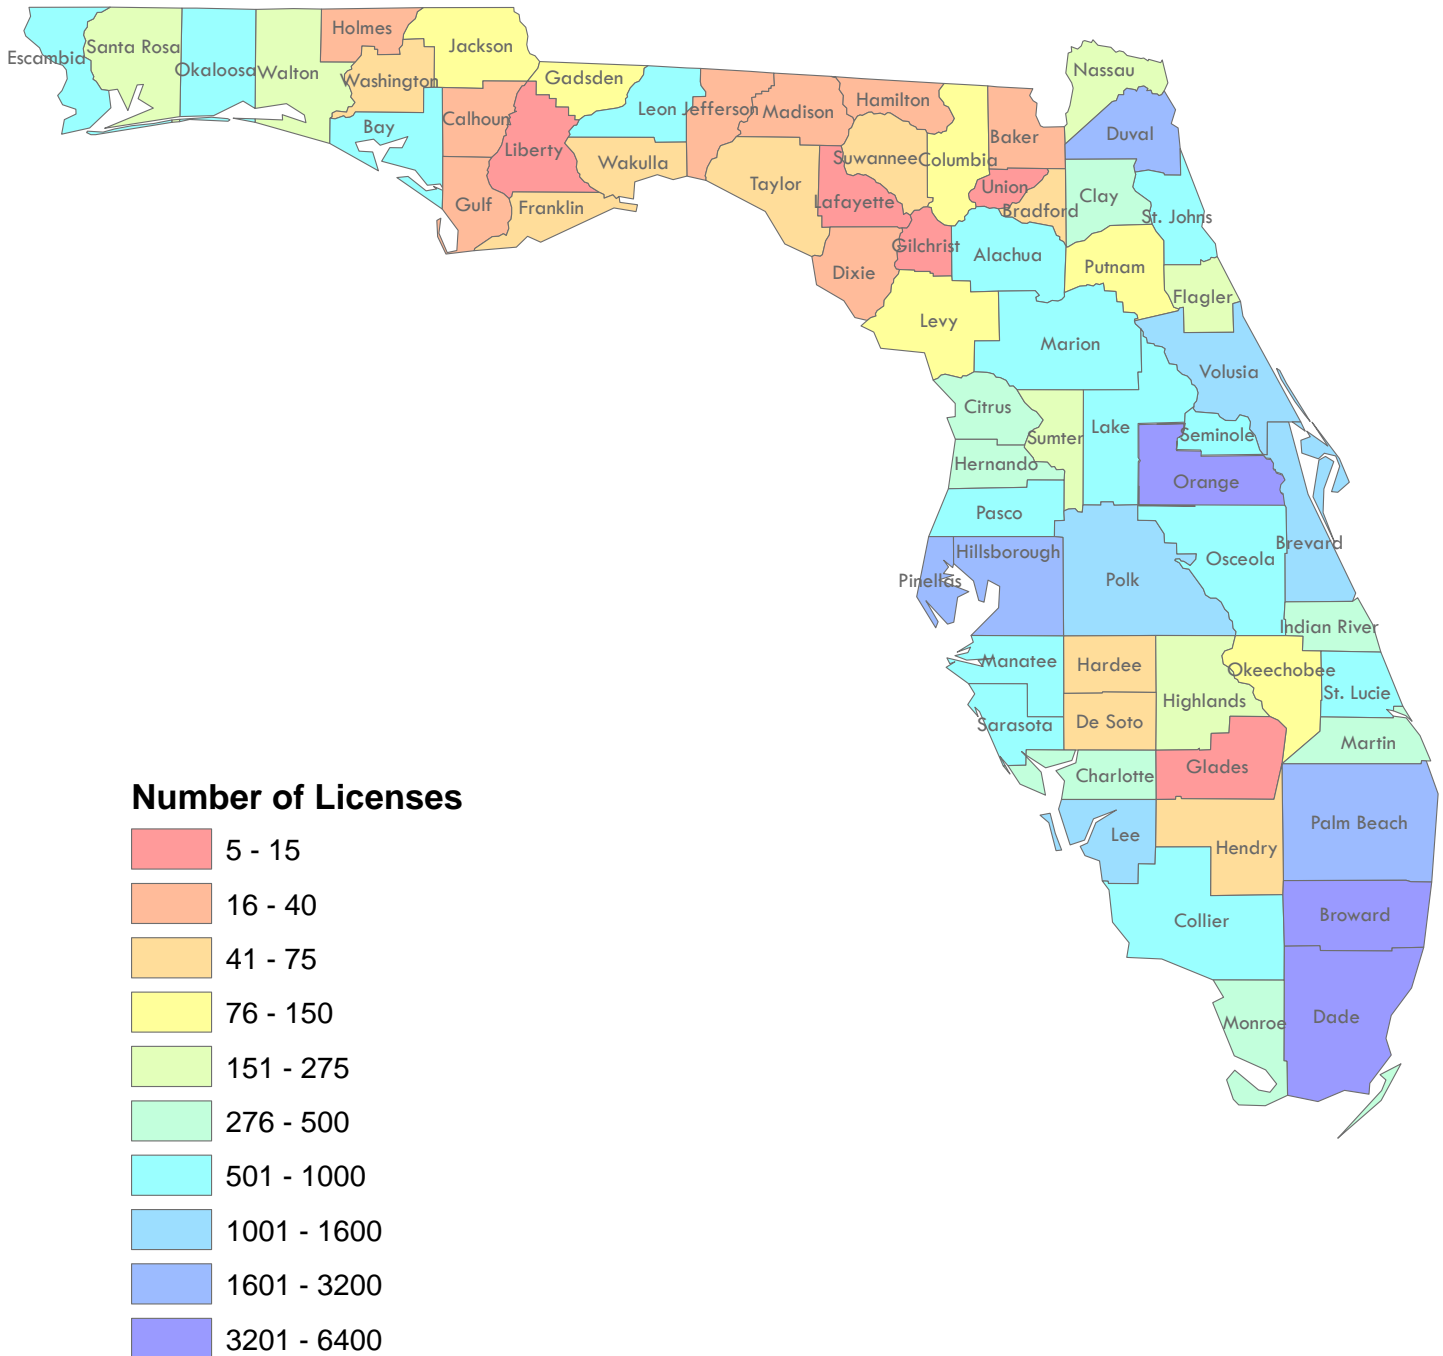 Holmes
Jackson
Santa Rosa
Escambia
Okaloosa
Walton
Washington
Gadsden
Nassau
Leon
Jefferson
Madison
Hamilton
Calhoun
Bay
Duval
Baker
Liberty
Wakulla
Suwannee
Columbia
Taylor
Union
Clay
Lafayette
Gulf
Franklin
Bradford
St. Johns
Gilchrist
Alachua
Dixie
Putnam
Flagler
Levy
Marion
Volusia
Citrus
Lake
Sumter
Seminole
Hernando
Orange
Pasco
Brevard
Hillsborough
Osceola
Pinellas
Polk
Indian River
Manatee
Hardee
Okeechobee
St. Lucie
Highlands
Sarasota
De Soto
Martin
Glades
Charlotte
Palm Beach
Lee
Hendry
Broward
Collier
Dade
Monroe
Number of Licenses
5 - 15
16 - 40
41 - 75
76 - 150
151 - 275
276 - 500
501 - 1000
1001 - 1600
1601 - 3200
3201 - 6400